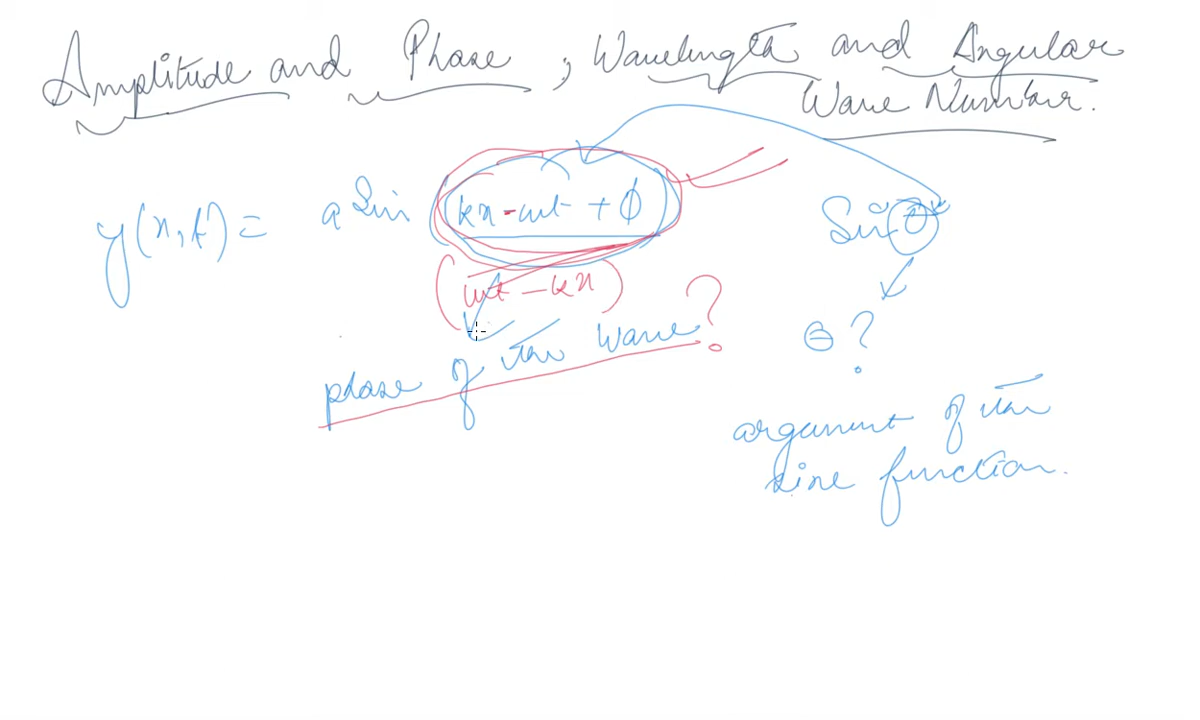 Amplitude and Phase, Wavelength and Angular
Wave Number.
y(x,t) = a Sin (kx-ωt + ϕ)
Sin θ
(ωt - kx)
phase of the Wave?
θ?
argument of the
sine function.